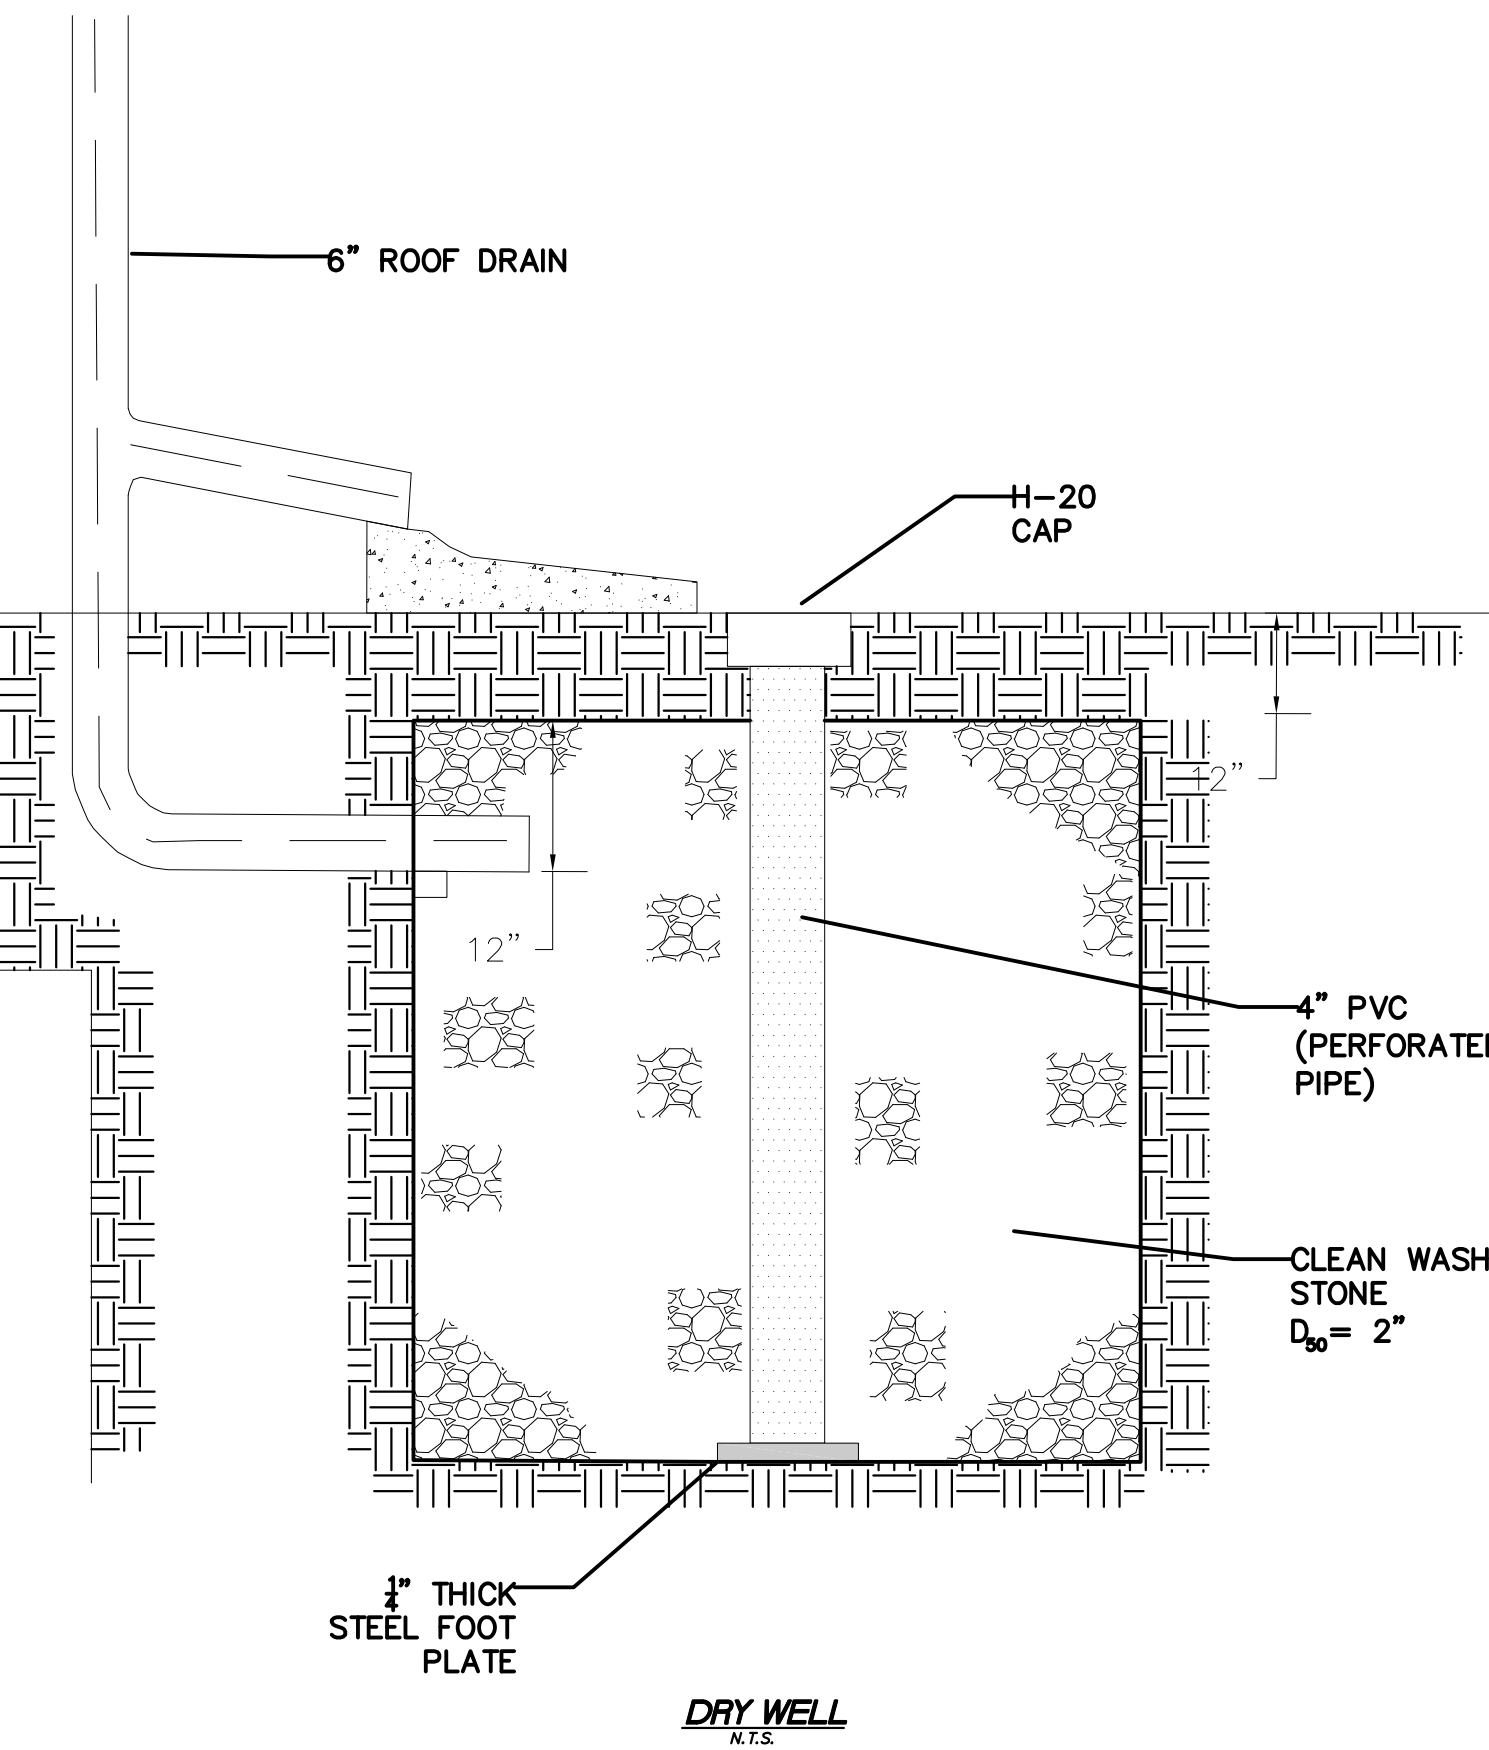 6” ROOF DRAIN
H-20
CAP
12”
12”
4” PVC
(PERFORATE
PIPE)
CLEAN WASH
STONE
D50= 2”
1/4” THICK
STEEL FOOT
PLATE
DRY WELL
N.T.S.